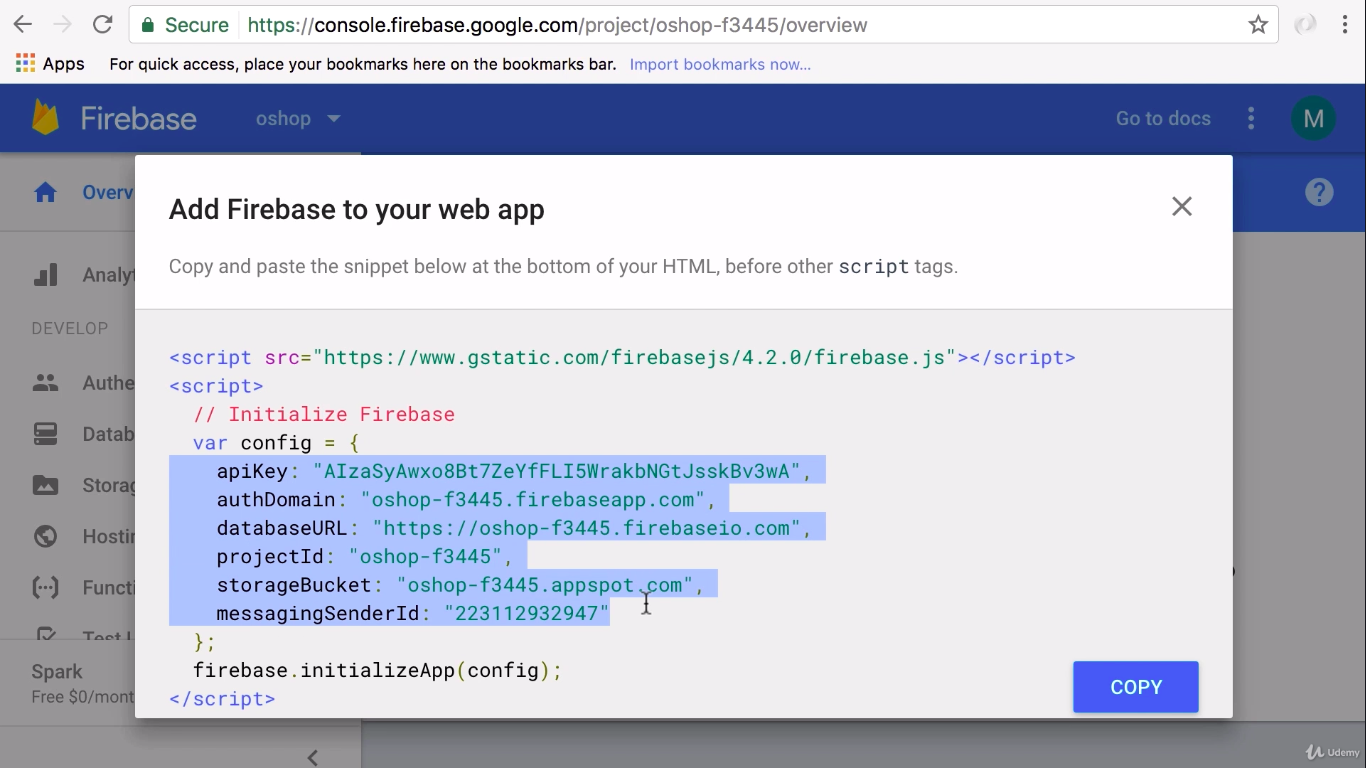 Secure https://console.firebase.google.com/project/oshop-f3445/overview
Apps For quick access, place your bookmarks here on the bookmarks bar. Import bookmarks now...
Firebase oshop Go to docs M
Overv
Analyt
DEVELOP
Authe
Datab
Storag
Hostin
Functi
Test L
Spark
Free $0/mont
Add Firebase to your web app
Copy and paste the snippet below at the bottom of your HTML, before other script tags.
<script src="https://www.gstatic.com/firebasejs/4.2.0/firebase.js"></script>
<script>
// Initialize Firebase
var config = {
apiKey: "AIzaSyAwxo8Bt7ZeYfFLI5WrakbNGtJsskBv3wA",
authDomain: "oshop-f3445.firebaseapp.com",
databaseURL: "https://oshop-f3445.firebaseio.com",
projectId: "oshop-f3445",
storageBucket: "oshop-f3445.appspot.com",
messagingSenderId: "223112932947"
};
firebase.initializeApp(config);
</script>
COPY
Udemy